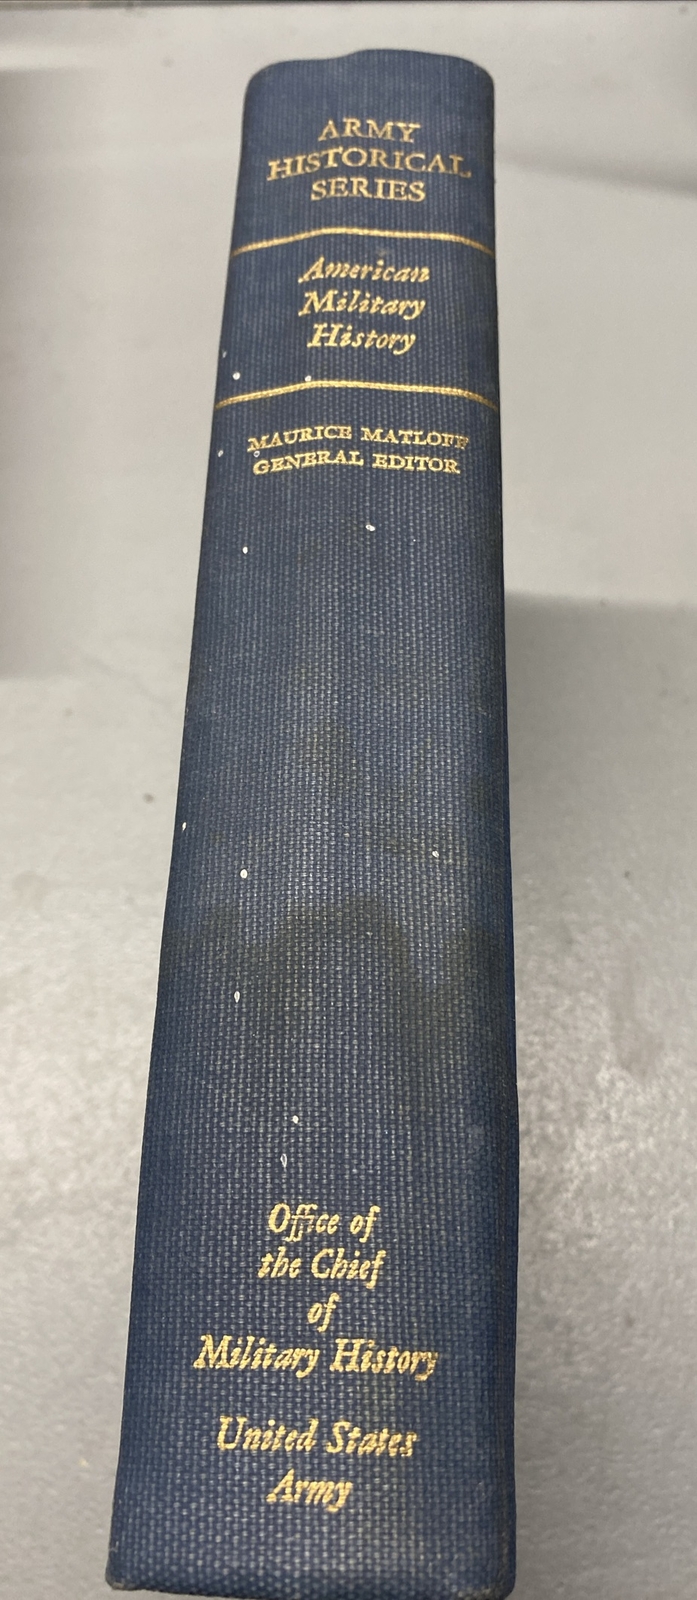 ARMY
HISTORICAL
SERIES
American
Military
History
MAURICE MATLOFF
GENERAL EDITOR
Office of
the Chief
of
Military History
United States
Army